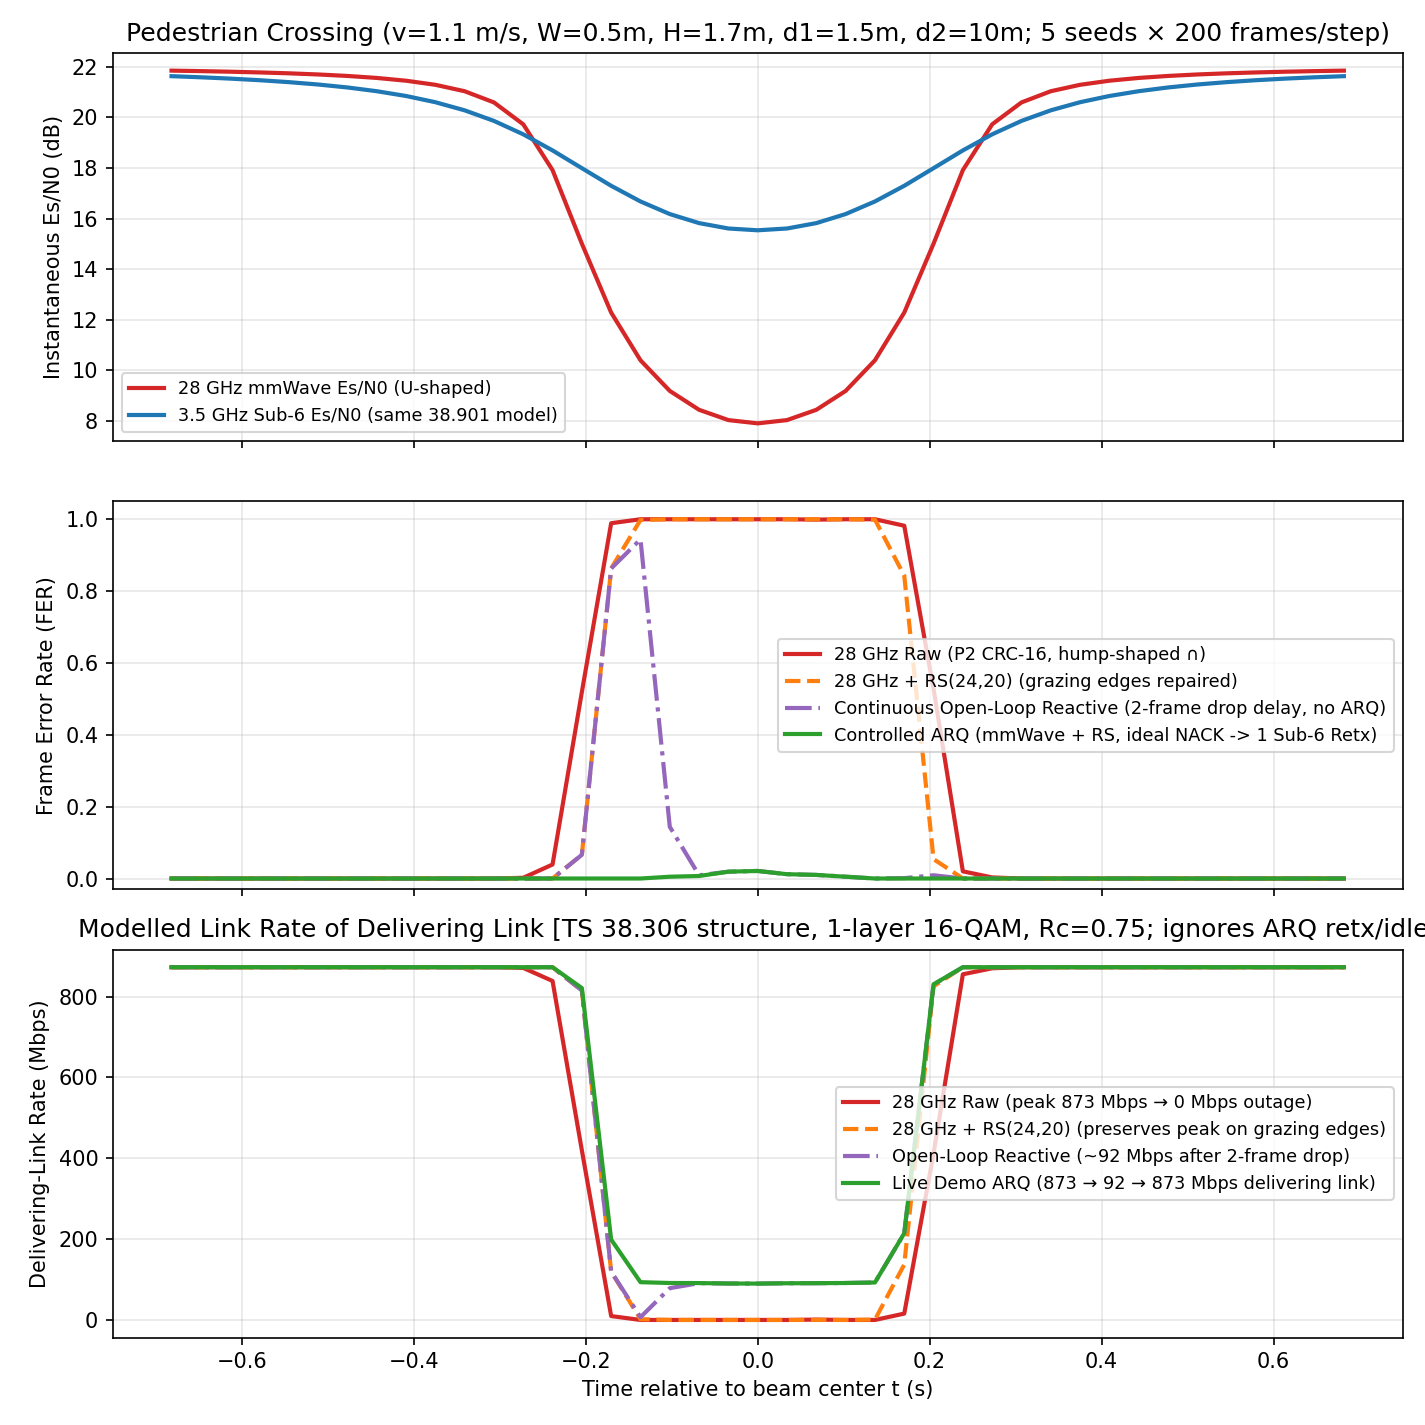 Pedestrian Crossing (v=1.1 m/s, W=0.5m, H=1.7m, d1=1.5m, d2=10m; 5 seeds × 200 frames/step)
Instantaneous Es/N0 (dB)
22
20
18
16
14
12
10
8
28 GHz mmWave Es/N0 (U-shaped)
3.5 GHz Sub-6 Es/N0 (same 38.901 model)
Frame Error Rate (FER)
1.0
0.8
0.6
0.4
0.2
0.0
28 GHz Raw (P2 CRC-16, hump-shaped ∩)
28 GHz + RS(24,20) (grazing edges repaired)
Continuous Open-Loop Reactive (2-frame drop delay, no ARQ)
Controlled ARQ (mmWave + RS, ideal NACK -> 1 Sub-6 Retx)
Modelled Link Rate of Delivering Link [TS 38.306 structure, 1-layer 16-QAM, Rc=0.75; ignores ARQ retx/idle
Delivering-Link Rate (Mbps)
800
600
400
200
0
28 GHz Raw (peak 873 Mbps → 0 Mbps outage)
28 GHz + RS(24,20) (preserves peak on grazing edges)
Open-Loop Reactive (~92 Mbps after 2-frame drop)
Live Demo ARQ (873 → 92 → 873 Mbps delivering link)
−0.6 −0.4 −0.2 0.0 0.2 0.4 0.6
Time relative to beam center t (s)